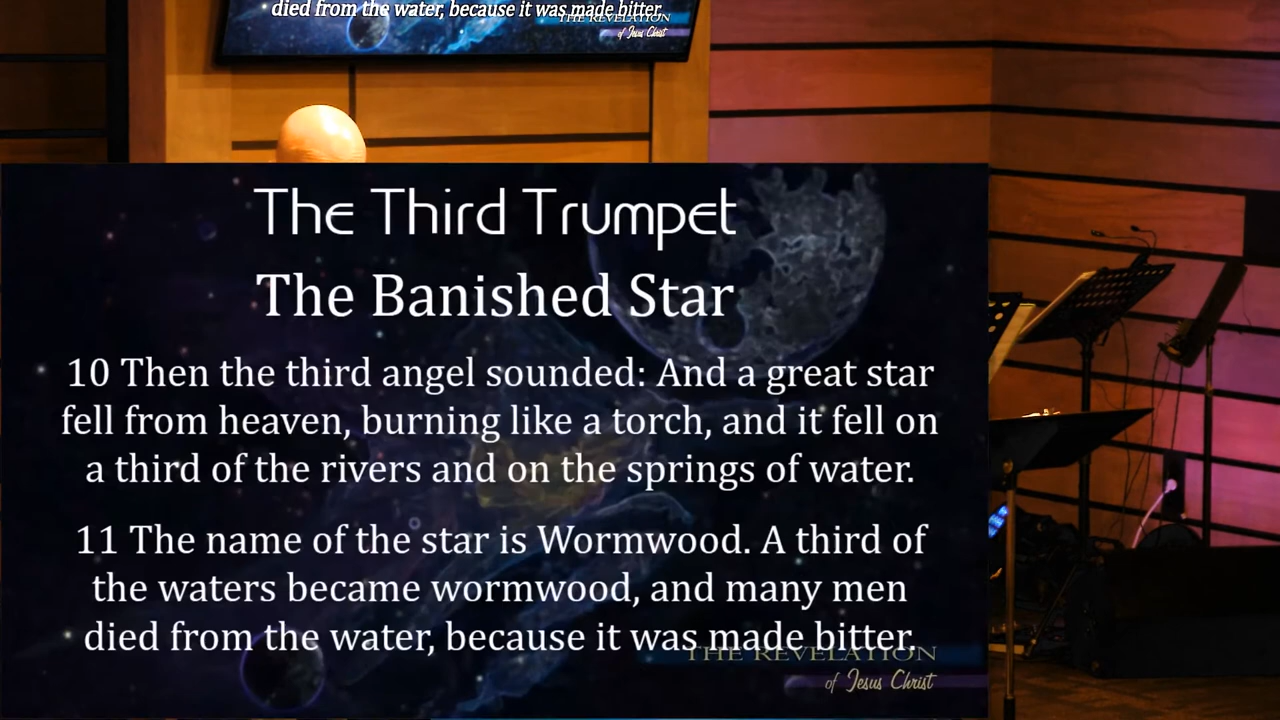 died from the water, because it was made bitter.
THE REVELATION
of Jesus Christ
The Third Trumpet
The Banished Star
10 Then the third angel sounded: And a great star
fell from heaven, burning like a torch, and it fell on
a third of the rivers and on the springs of water.
11 The name of the star is Wormwood. A third of
the waters became wormwood, and many men
died from the water, because it was made bitter.
THE REVELATION
of Jesus Christ